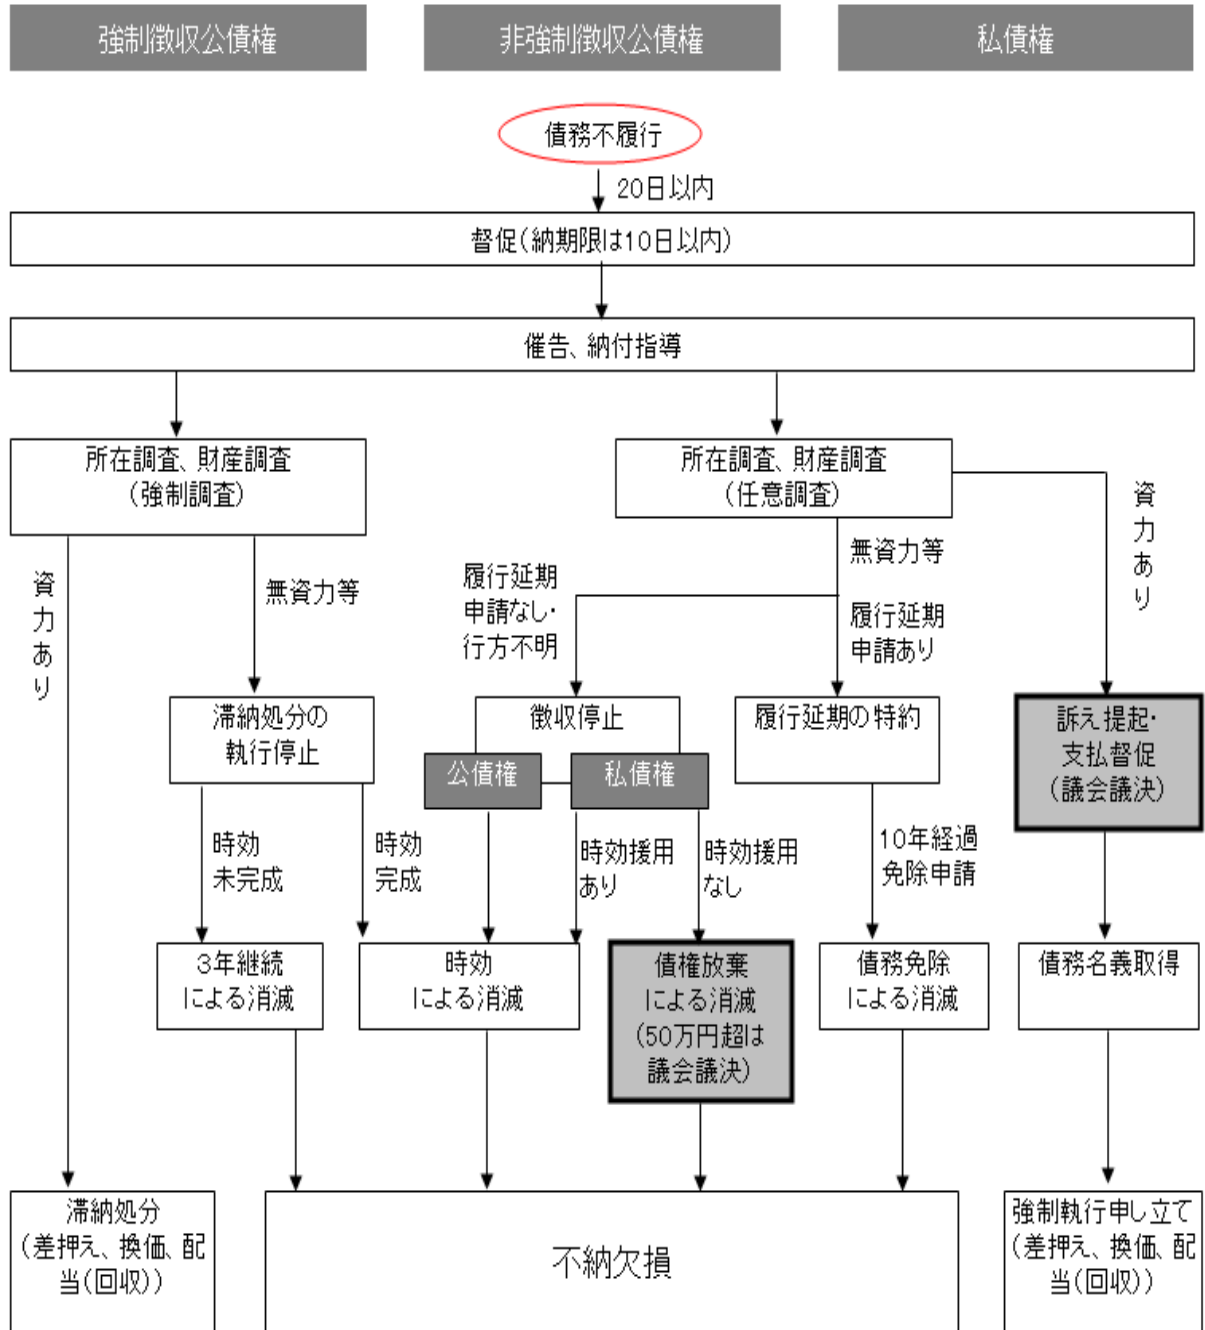 強制徴収公債権
非強制徴収公債権
私債権
債務不履行
20日以内
督促(納期限は10日以内)
催告、納付指導
所在調査、財産調査
(強制調査)
所在調査、財産調査
(任意調査)
資力あり
無資力等
履行延期
申請なし・
行方不明
無資力等
履行延期
申請あり
資力あり
滞納処分の
執行停止
徴収停止
公債権
私債権
履行延期の特約
訴え提起・
支払督促
(議会議決)
時効
未完成
時効
完成
時効援用
あり
時効援用
なし
10年経過
免除申請
3年継続
による消滅
時効
による消滅
債権放棄
による消滅
(50万円超は
議会議決)
債務免除
による消滅
債務名義取得
滞納処分
(差押え、換価、配
当(回収))
不納欠損
強制執行申し立て
(差押え、換価、配
当(回収))